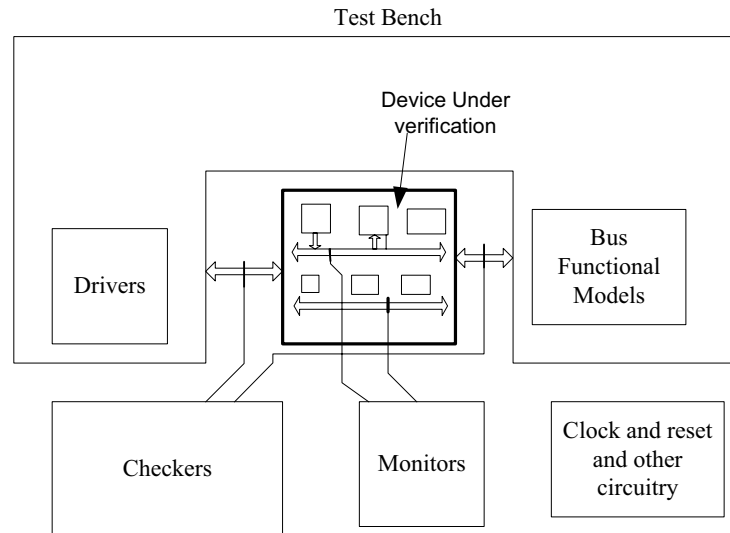 Test Bench
Device Under
verification
Drivers
Bus
Functional
Models
Checkers
Monitors
Clock and reset
and other
circuitry